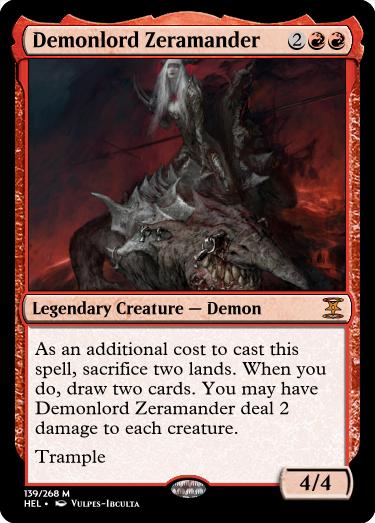 Demonlord Zeramander 2
Legendary Creature — Demon
As an additional cost to cast this
spell, sacrifice two lands. When you
do, draw two cards. You may have
Demonlord Zeramander deal 2
damage to each creature.
Trample
4/4
139/268 M
HEL • Vulpes-Ibculta